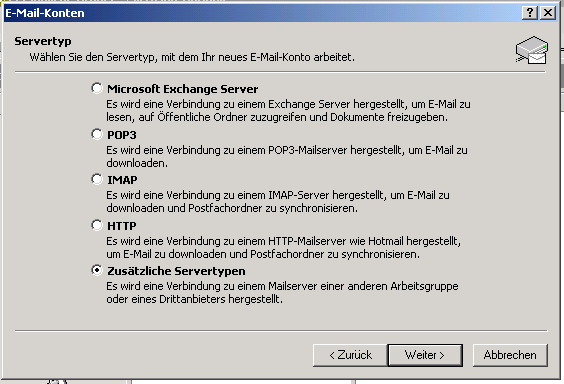 E-Mail-Konten
Servertyp
Wählen Sie den Servertyp, mit dem Ihr neues E-Mail-Konto arbeitet.
Microsoft Exchange Server
Es wird eine Verbindung zu einem Exchange Server hergestellt, um E-Mail zu
lesen, auf Öffentliche Ordner zuzugreifen und Dokumente freizugeben.
POP3
Es wird eine Verbindung zu einem POP3-Mailserver hergestellt, um E-Mail zu
downloaden.
IMAP
Es wird eine Verbindung zu einem IMAP-Server hergestellt, um E-Mail zu
downloaden und Postfachordner zu synchronisieren.
HTTP
Es wird eine Verbindung zu einem HTTP-Mailserver wie Hotmail hergestellt,
um E-Mail zu downloaden und Postfachordner zu synchronisieren.
Zusätzliche Servertypen
Es wird eine Verbindung zu einem Mailserver einer anderen Arbeitsgruppe
oder eines Drittanbieters hergestellt.
< Zurück Weiter > Abbrechen